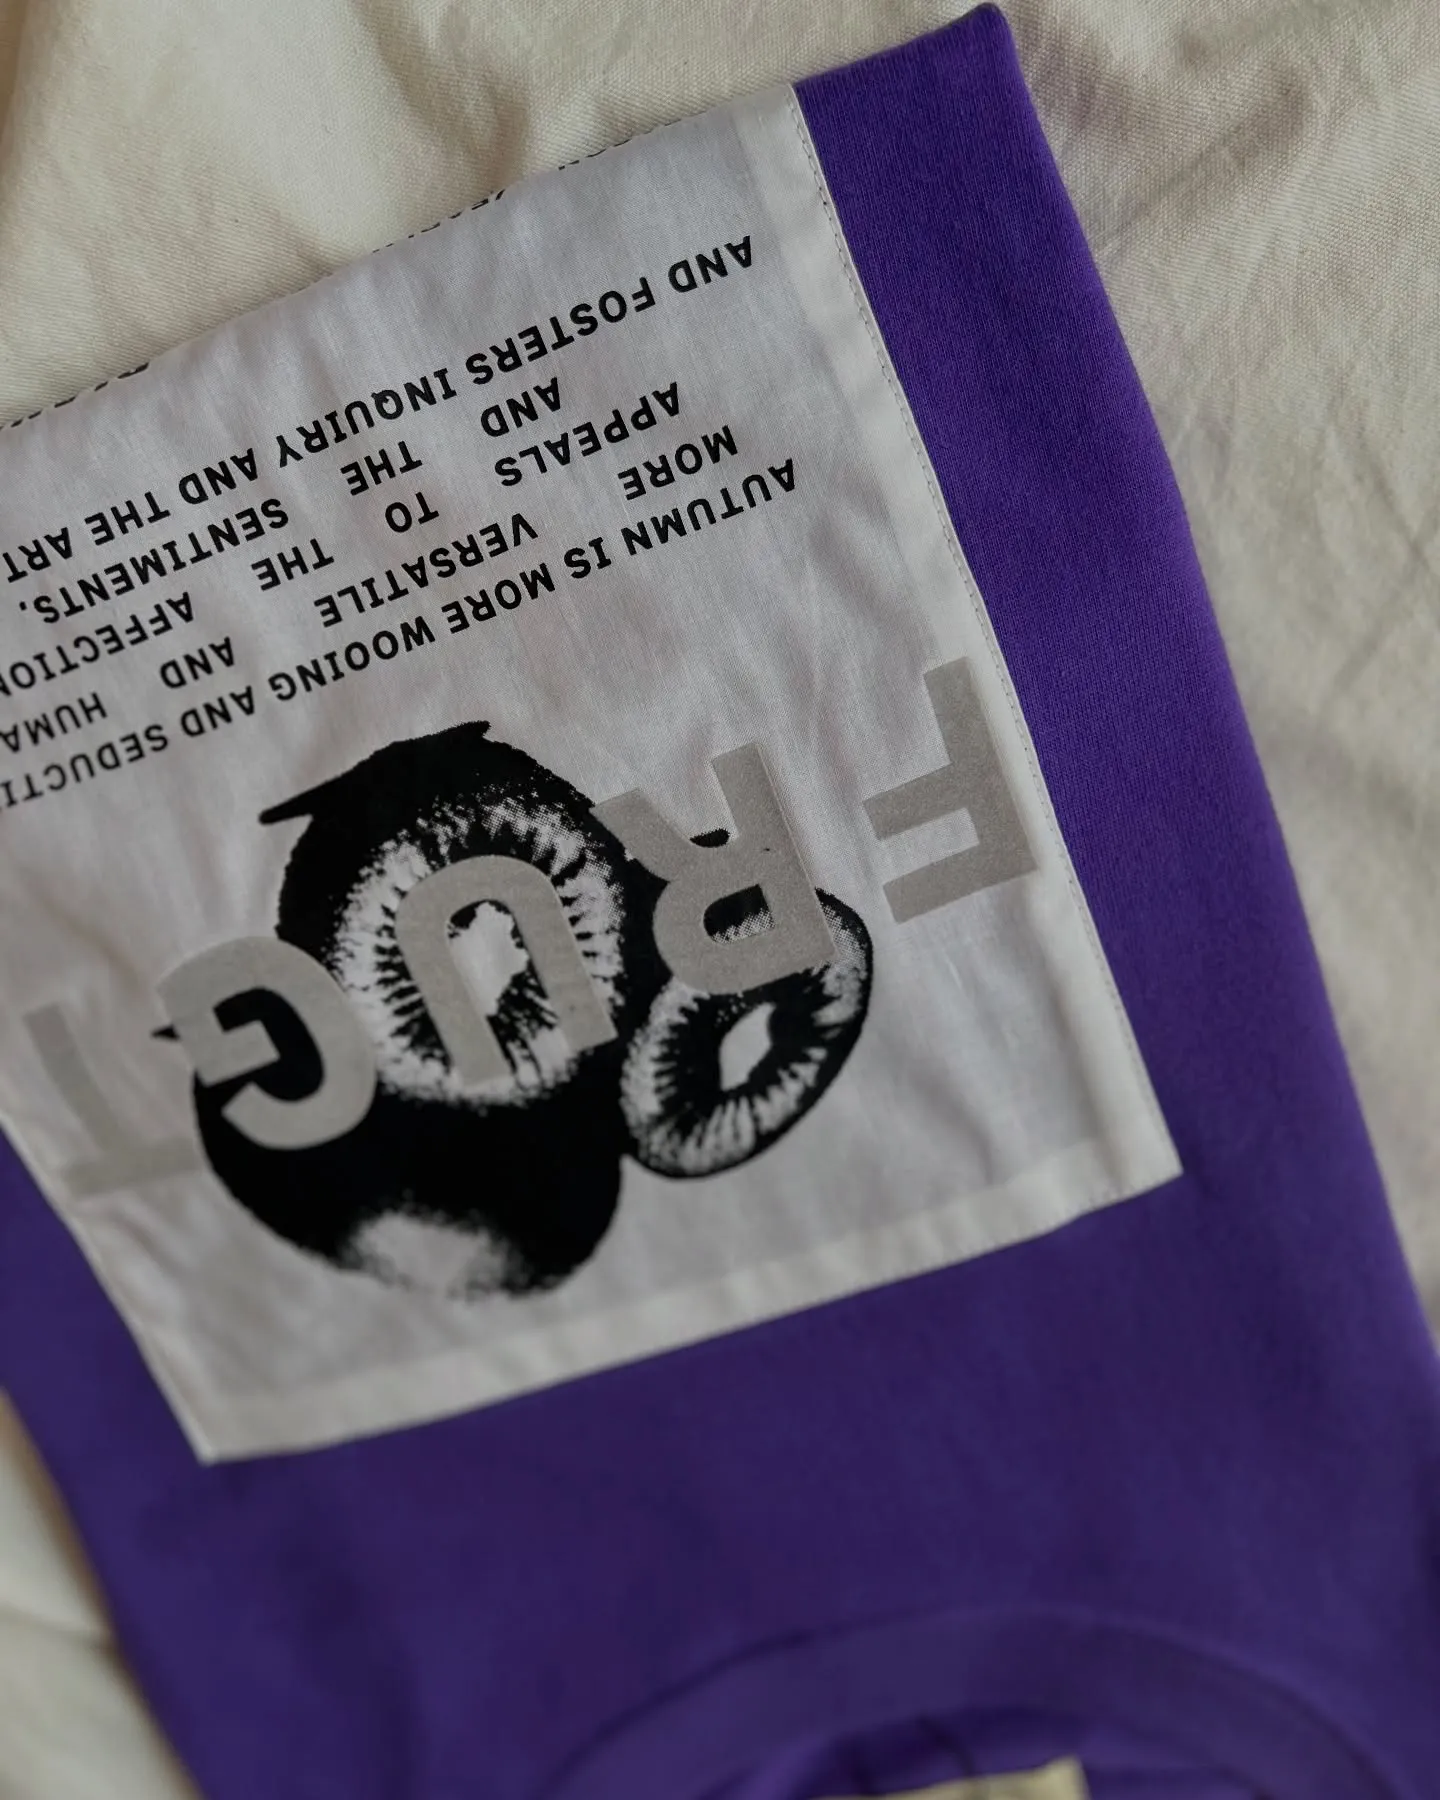 FRUGT
AUTUMN IS MORE WOOING AND SEDUCTI
MORE VERSATILE AND HUMA
APPEALS TO THE AFFECTION
AND THE SENTIMENTS,
AND FOSTERS INQUIRY AND THE ART